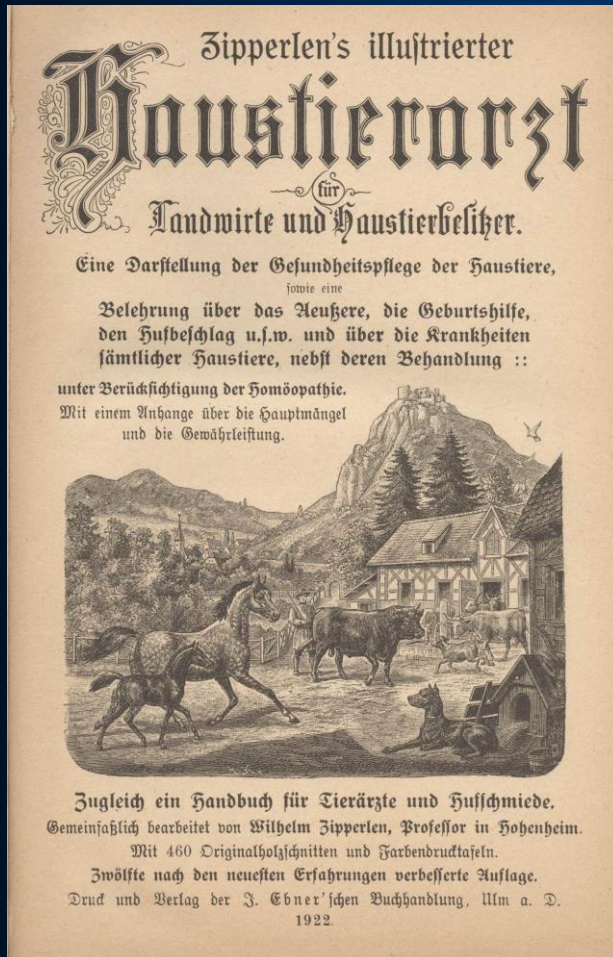 Zipperlen's illustrierter
Haustierarzt
für
Landwirte und Haustierbesitzer.
Eine Darstellung der Gesundheitspflege der Haustiere,
sowie eine
Belehrung über das Aeußere, die Geburtshilfe,
den Hufbeschlag u.s.w. und über die Krankheiten
sämtlicher Haustiere, nebst deren Behandlung ::
unter Berücksichtigung der Homöopathie.
Mit einem Anhange über die Hauptmängel
und die Gewährleistung.
Zugleich ein Handbuch für Tierärzte und Hufschmiede.
Gemeinfaßlich bearbeitet von Wilhelm Zipperlen, Professor in Hohenheim.
Mit 460 Originalholzschnitten und Farbendrucktafeln.
Zwölfte nach den neuesten Erfahrungen verbesserte Auflage.
Druck und Verlag der J. Ebner'schen Buchhandlung, Ulm a. D.
1922.